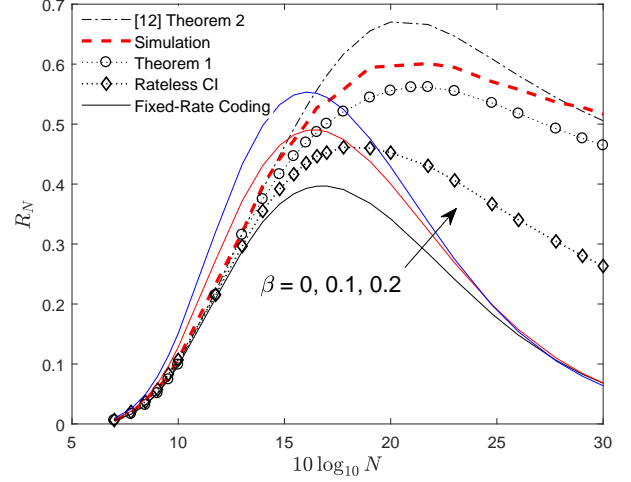 [12] Theorem 2
Simulation
Theorem 1
Rateless CI
Fixed-Rate Coding
0.7
0.6
0.5
0.4
0.3
0.2
0.1
0
R_N
β = 0, 0.1, 0.2
5 10 15 20 25 30
10 log₁₀ N